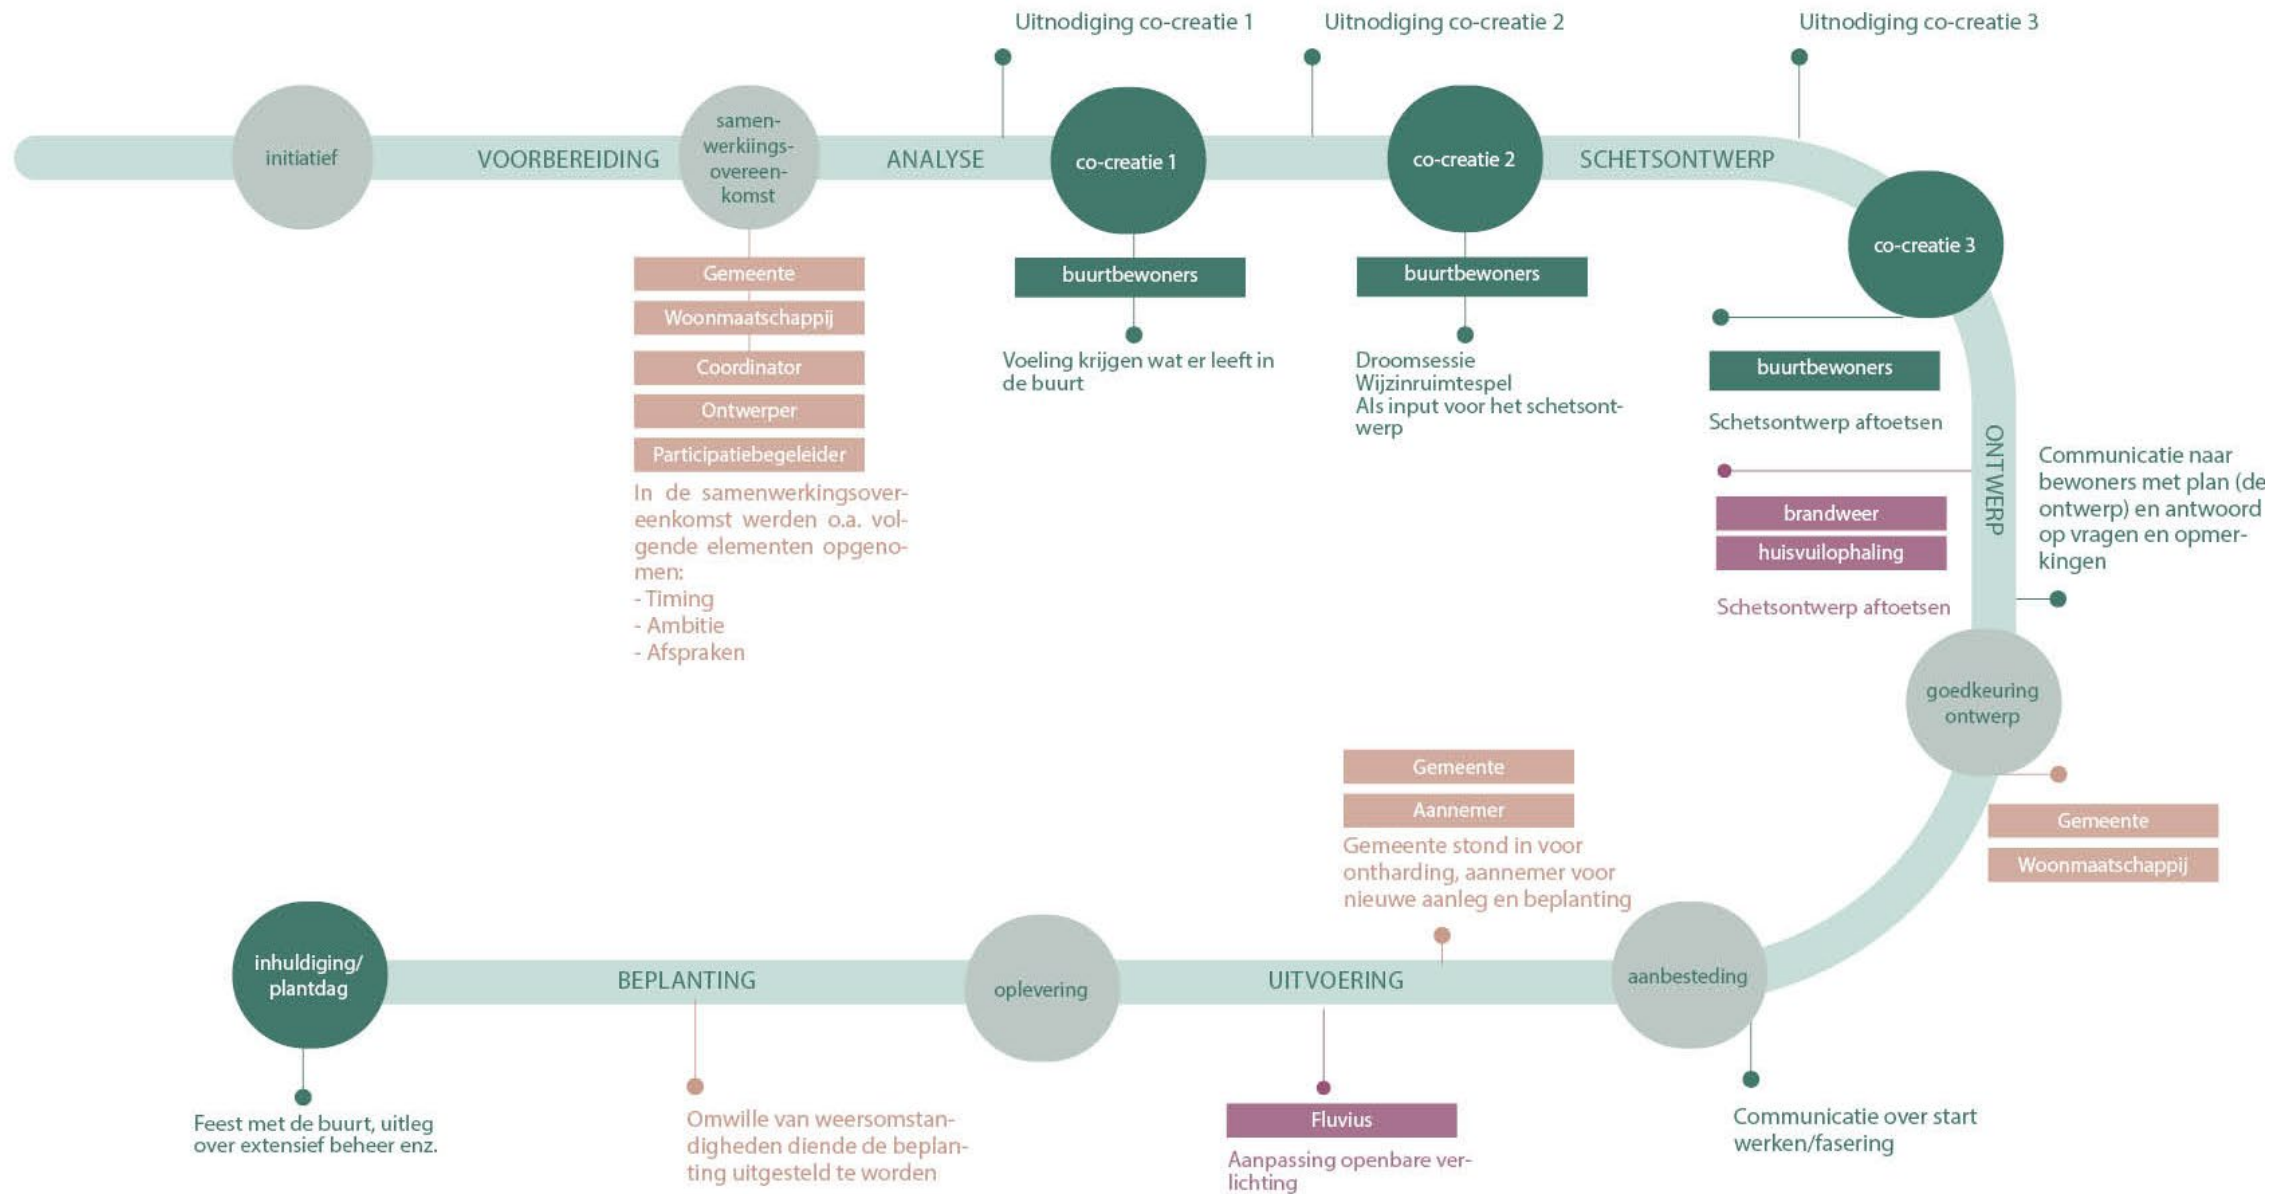 Uitnodiging co-creatie 1
Uitnodiging co-creatie 2
Uitnodiging co-creatie 3
initiatief
VOORBEREIDING
samen-
werkiings-
overeen-
komst
ANALYSE
co-creatie 1
co-creatie 2
SCHETSONTWERP
co-creatie 3
Gemeente
Woonmaatschappij
Coordinator
Ontwerper
Participatiebegeleider
In de samenwerkingsover-
eenkomst werden o.a. vol-
gende elementen opgeno-
men:
- Timing
- Ambitie
- Afspraken
buurtbewoners
Voeling krijgen wat er leeft in
de buurt
buurtbewoners
Droomsessie
Wijzinruimtespel
Als input voor het schetsont-
werp
buurtbewoners
Schetsontwerp aftoetsen
brandweer
huisvuilophaling
Schetsontwerp aftoetsen
ONTWERP
Communicatie naar
bewoners met plan (de
ontwerp) en antwoord
op vragen en opmer-
kingen
goedkeuring
ontwerp
Gemeente
Woonmaatschappij
Gemeente
Aannemer
Gemeente stond in voor
ontharding, aannemer voor
nieuwe aanleg en beplanting
aanbesteding
Communicatie over start
werken/fasering
UITVOERING
Fluvius
Aanpassing openbare ver-
lichting
oplevering
BEPLANTING
Omwille van weersomstan-
digheden diende de beplan-
ting uitgesteld te worden
inhuldiging/
plantdag
Feest met de buurt, uitleg
over extensief beheer enz.